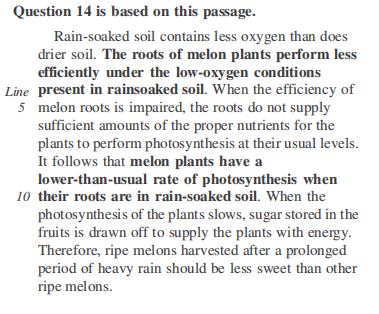 Question 14 is based on this passage.
Rain-soaked soil contains less oxygen than does
drier soil. The roots of melon plants perform less
efficiently under the low-oxygen conditions
Line present in rainsoaked soil. When the efficiency of
5 melon roots is impaired, the roots do not supply
sufficient amounts of the proper nutrients for the
plants to perform photosynthesis at their usual levels.
It follows that melon plants have a
lower-than-usual rate of photosynthesis when
10 their roots are in rain-soaked soil. When the
photosynthesis of the plants slows, sugar stored in the
fruits is drawn off to supply the plants with energy.
Therefore, ripe melons harvested after a prolonged
period of heavy rain should be less sweet than other
ripe melons.